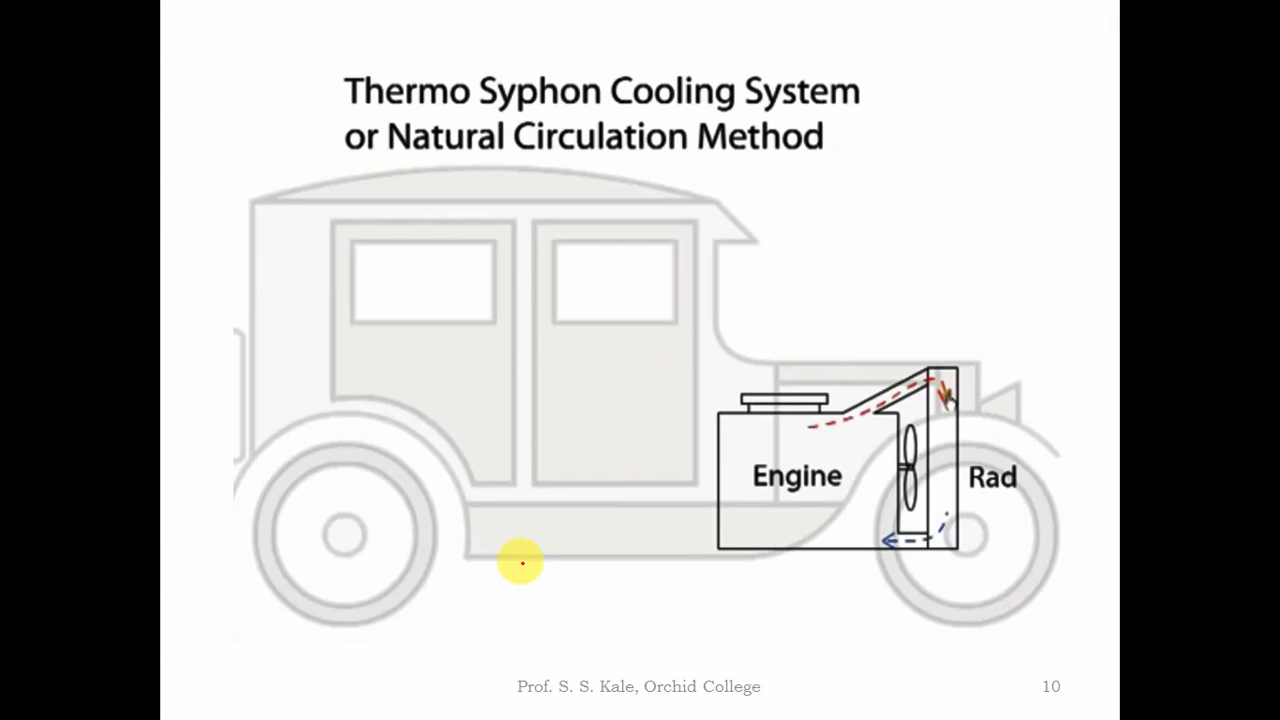 Thermo Syphon Cooling System
or Natural Circulation Method
Engine
Rad
Prof. S. S. Kale, Orchid College
10